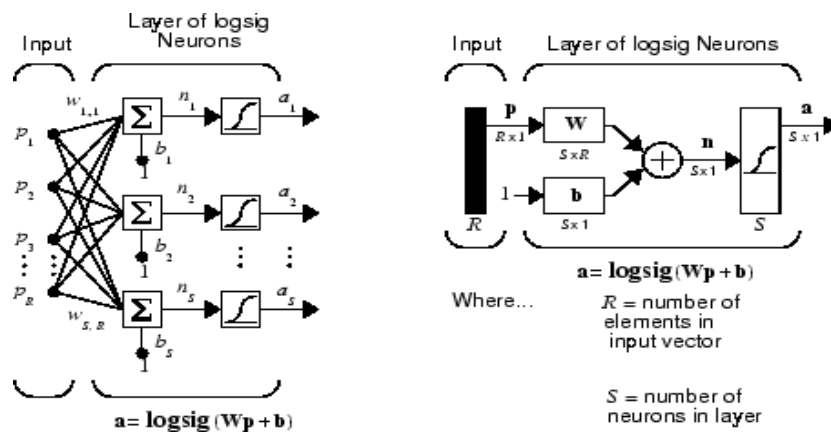 Layer of logsig
Neurons
Input
w1,1
n1
a1
p1
Σ
b1
1
p2
n2
a2
Σ
p3
b2
1
pR
nS
aS
Σ
wS, R
bS
1
a= logsig (Wp + b)
Input
Layer of logsig Neurons
p
R x 1
W
S x R
n
S x 1
a
S x 1
1
b
S x 1
R
S
a= logsig (Wp + b)
Where...
R = number of
elements in
input vector
S = number of
neurons in layer